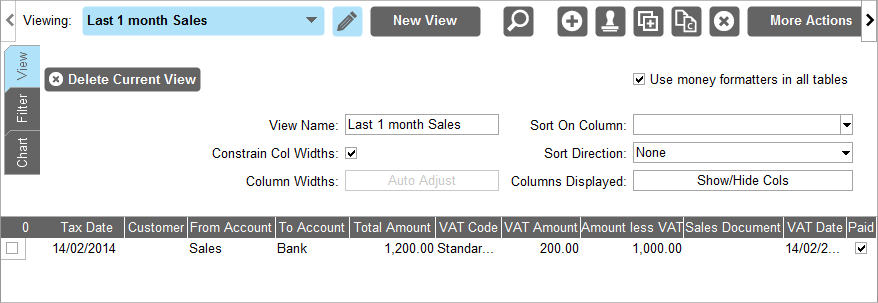 Viewing: Last 1 month Sales New View More Actions
View
Filter
Chart
Delete Current View
Use money formatters in all tables
View Name: Last 1 month Sales Sort On Column:
Constrain Col Widths: Sort Direction: None
Column Widths: Auto Adjust Columns Displayed: Show/Hide Cols
0 Tax Date Customer From Account To Account Total Amount VAT Code VAT Amount Amount less VAT Sales Document VAT Date Paid
14/02/2014 Sales Bank 1,200.00 Standar... 200.00 1,000.00 14/02/2...